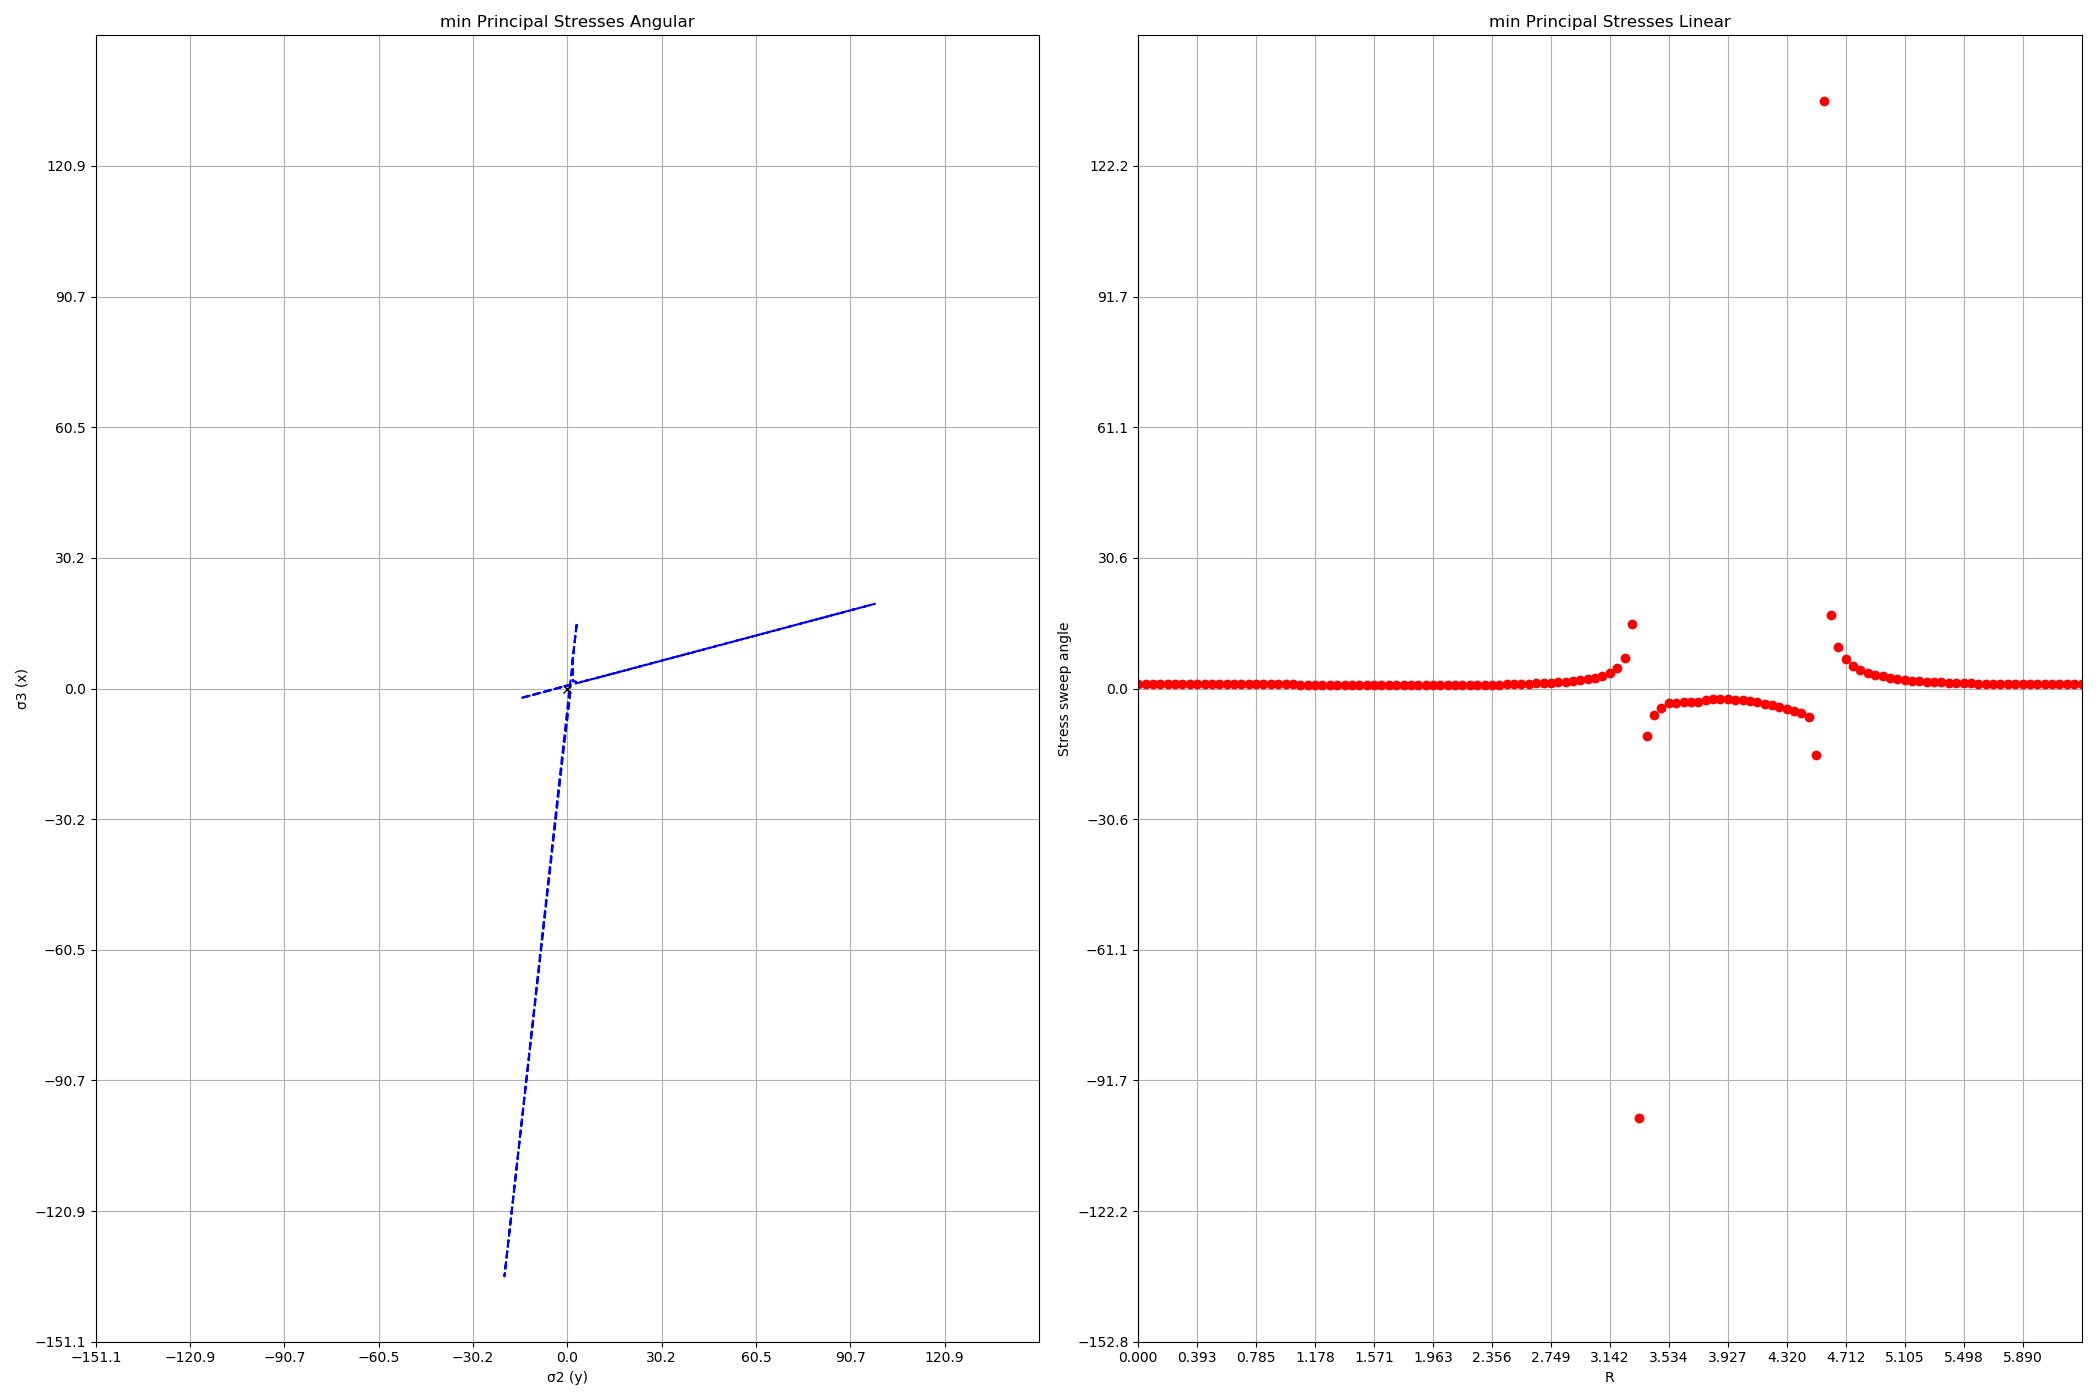 min Principal Stresses Angular
120.9
90.7
60.5
30.2
0.0
−30.2
−60.5
−90.7
−120.9
−151.1
σ3 (x)
−151.1 −120.9 −90.7 −60.5 −30.2 0.0 30.2 60.5 90.7 120.9
σ2 (y)
min Principal Stresses Linear
122.2
91.7
61.1
30.6
0.0
−30.6
−61.1
−91.7
−122.2
−152.8
Stress sweep angle
0.000 0.393 0.785 1.178 1.571 1.963 2.356 2.749 3.142 3.534 3.927 4.320 4.712 5.105 5.498 5.890
R